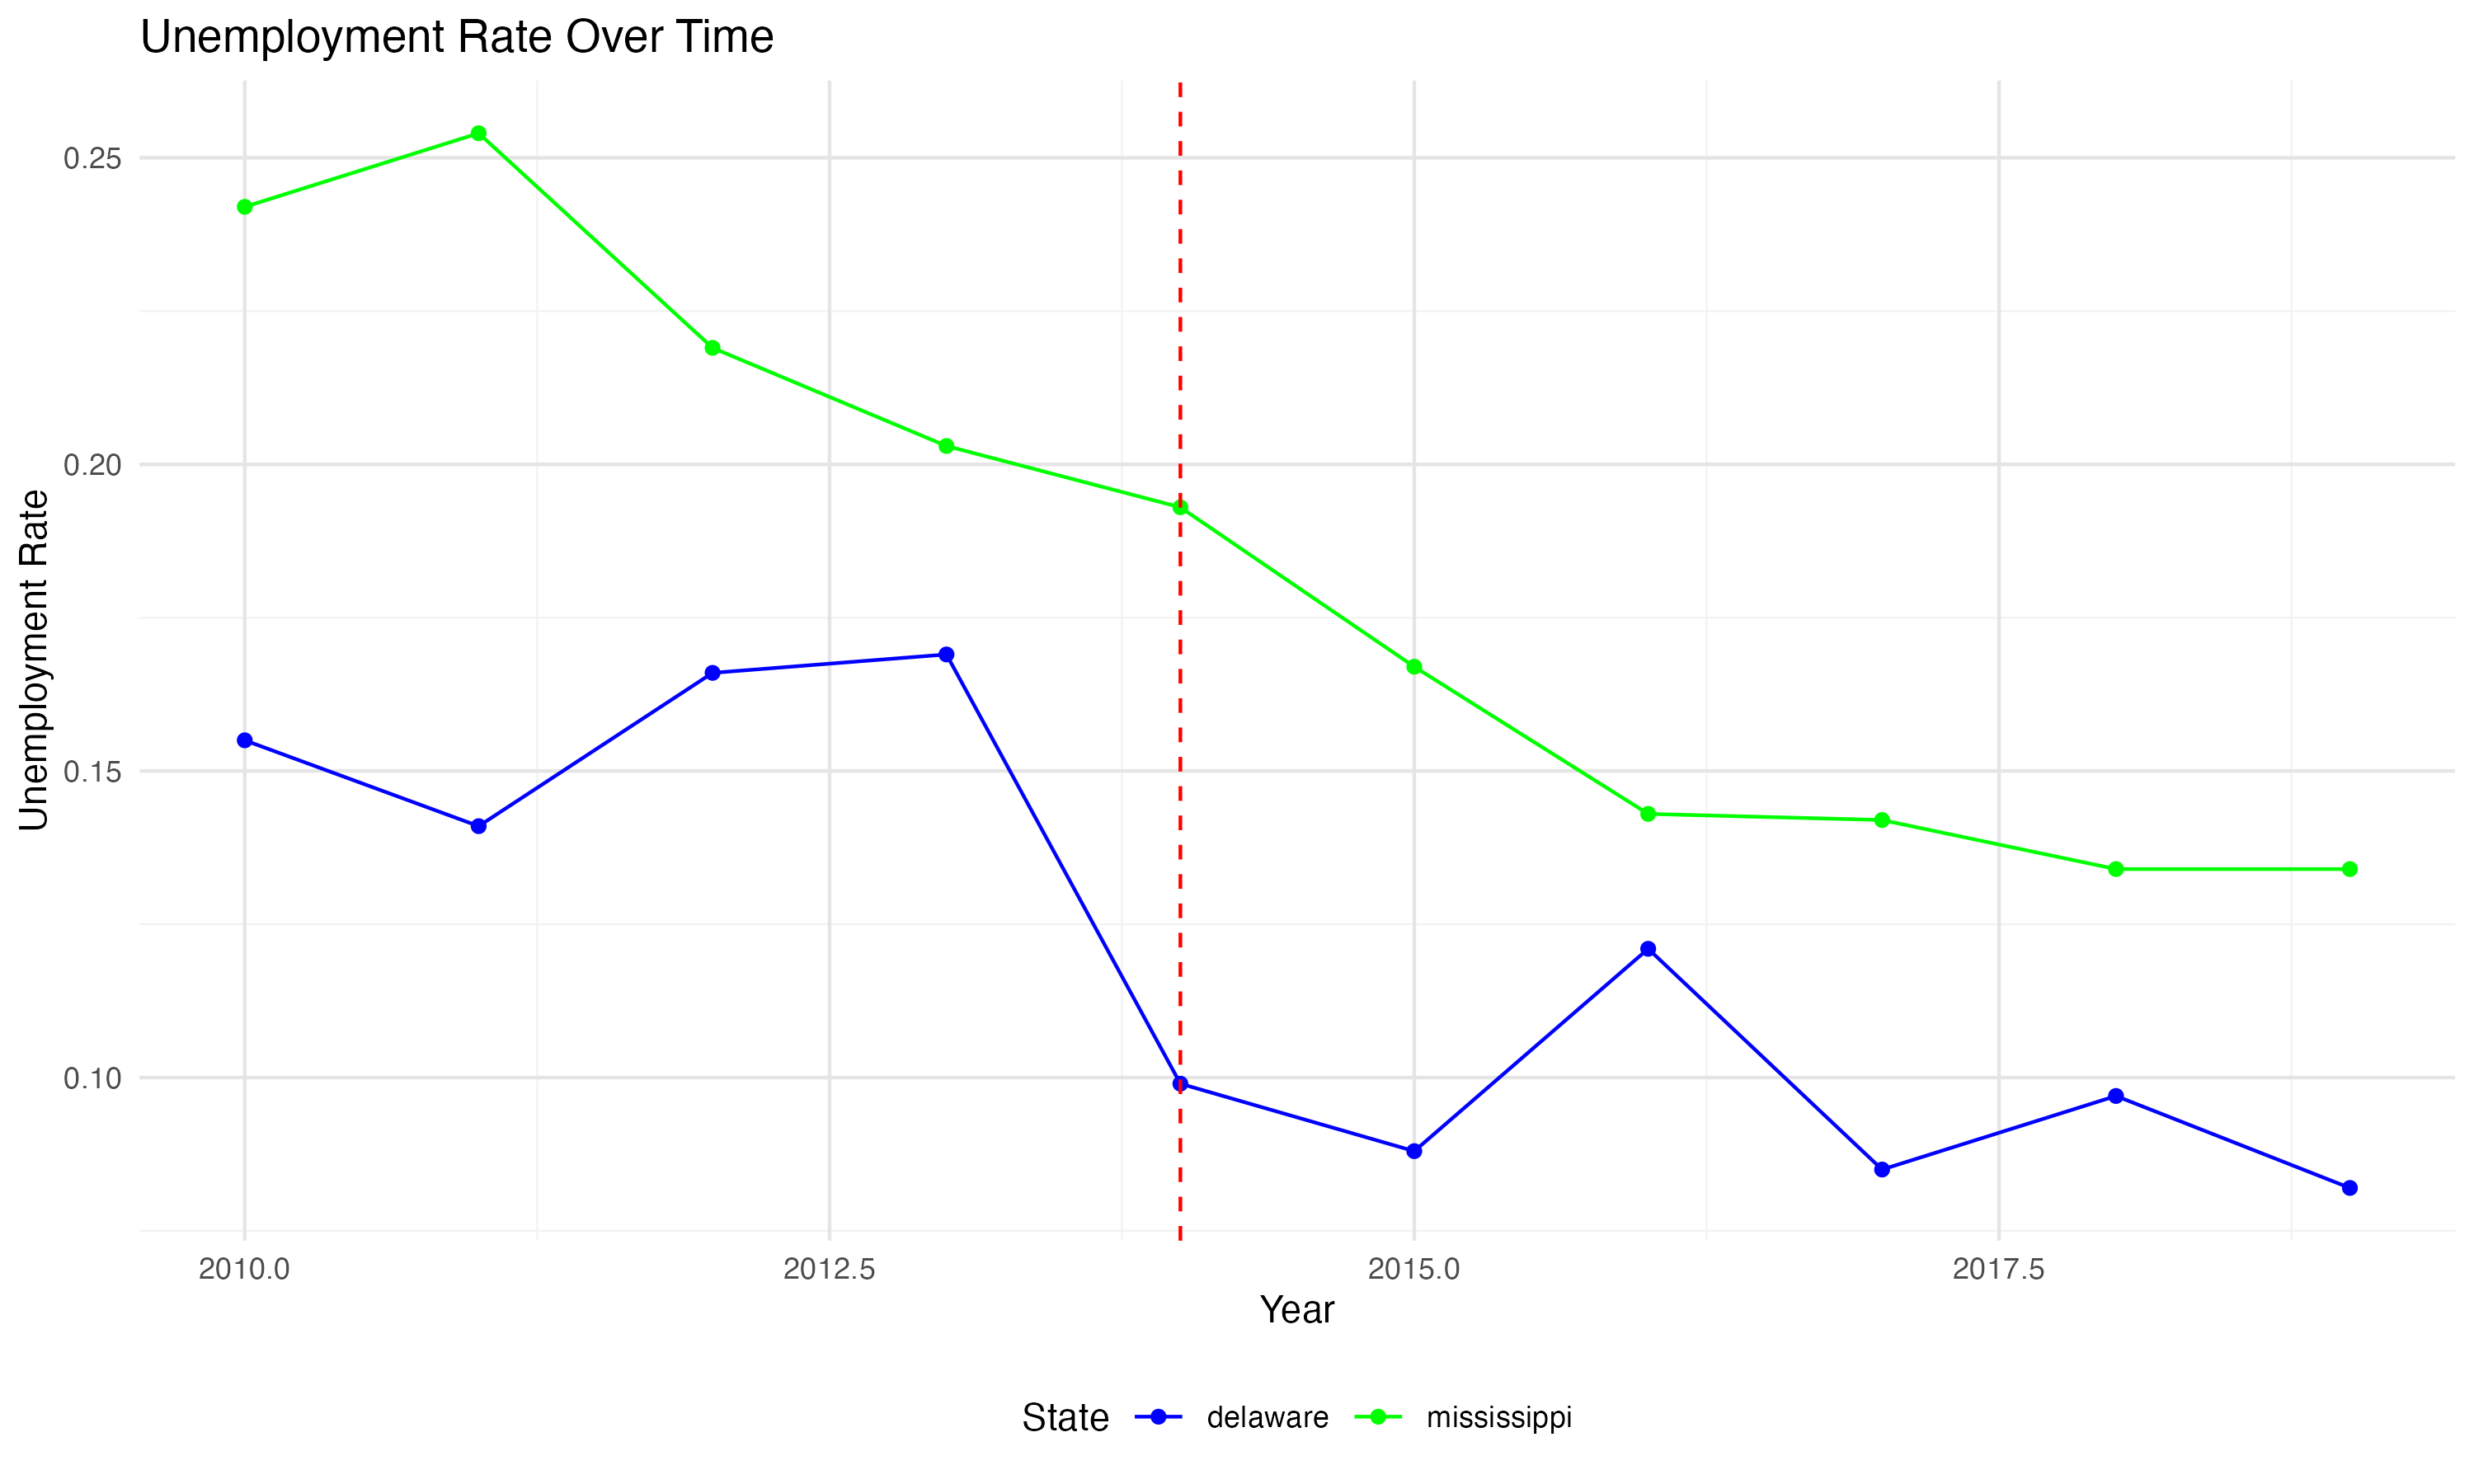 Unemployment Rate Over Time
Unemployment Rate
0.25
0.20
0.15
0.10
2010.0 2012.5 2015.0 2017.5
Year
State delaware mississippi